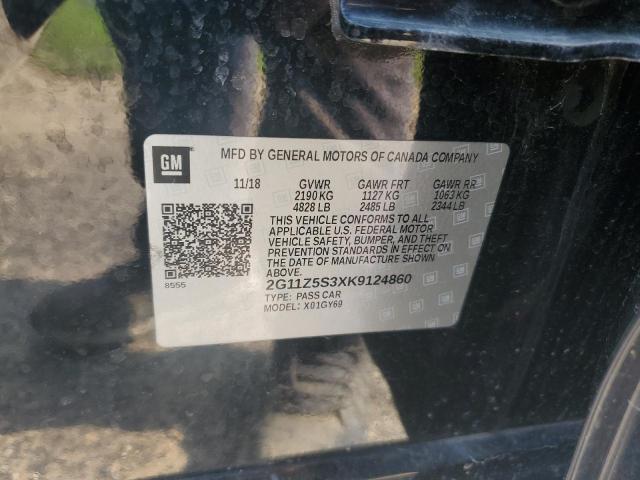 GM
MFD BY GENERAL MOTORS OF CANADA COMPANY
11/18 GVWR GAWR FRT GAWR RR
2190 KG 1127 KG 1063 KG
4828 LB 2485 LB 2344 LB
THIS VEHICLE CONFORMS TO ALL
APPLICABLE U.S. FEDERAL MOTOR
VEHICLE SAFETY, BUMPER, AND THEFT
PREVENTION STANDARDS IN EFFECT ON
THE DATE OF MANUFACTURE SHOWN
ABOVE.
8555
2G11Z5S3XK9124860
TYPE: PASS CAR
MODEL: X01GY69